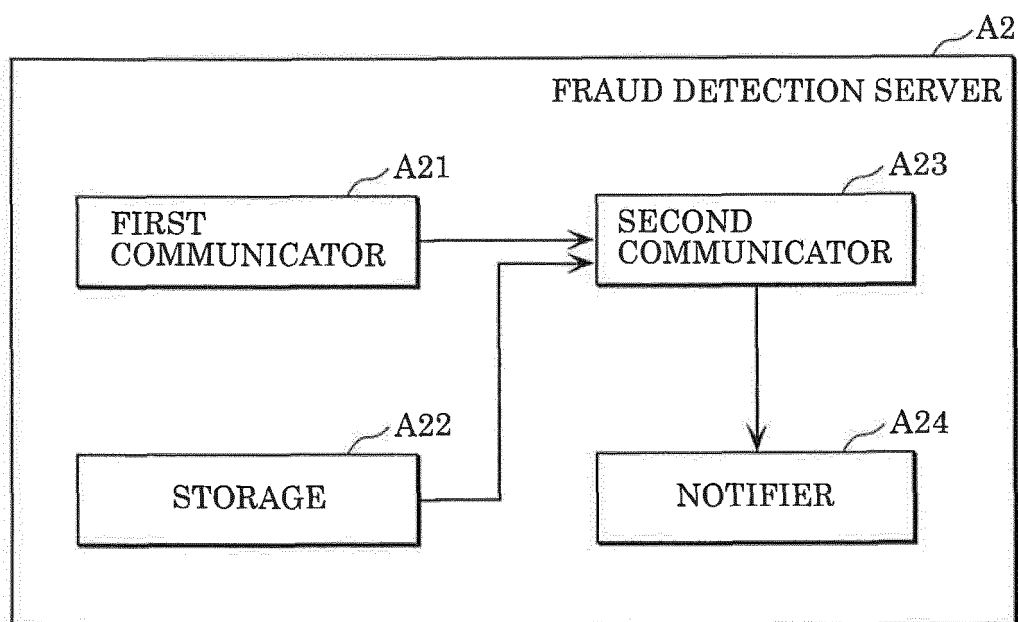 A2
FRAUD DETECTION SERVER
A21
FIRST
COMMUNICATOR
A23
SECOND
COMMUNICATOR
A22
STORAGE
A24
NOTIFIER